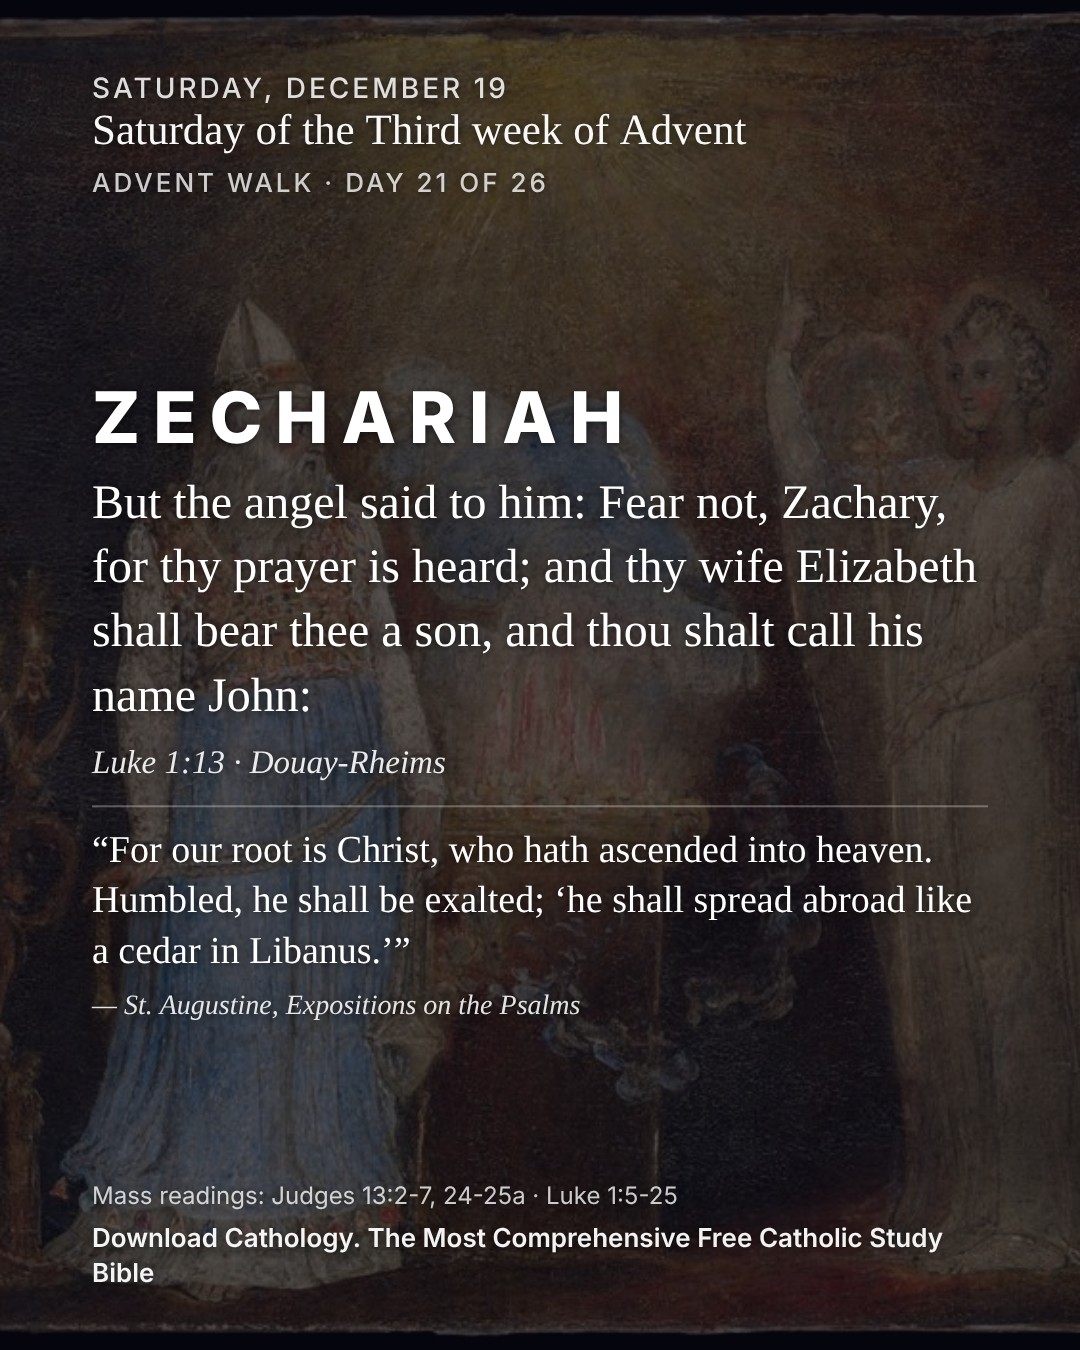 SATURDAY, DECEMBER 19
Saturday of the Third week of Advent
ADVENT WALK · DAY 21 OF 26
ZECHARIAH
But the angel said to him: Fear not, Zachary,
for thy prayer is heard; and thy wife Elizabeth
shall bear thee a son, and thou shalt call his
name John:
Luke 1:13 · Douay-Rheims
“For our root is Christ, who hath ascended into heaven.
Humbled, he shall be exalted; ‘he shall spread abroad like
a cedar in Libanus.’”
— St. Augustine, Expositions on the Psalms
Mass readings: Judges 13:2-7, 24-25a · Luke 1:5-25
Download Cathology. The Most Comprehensive Free Catholic Study
Bible